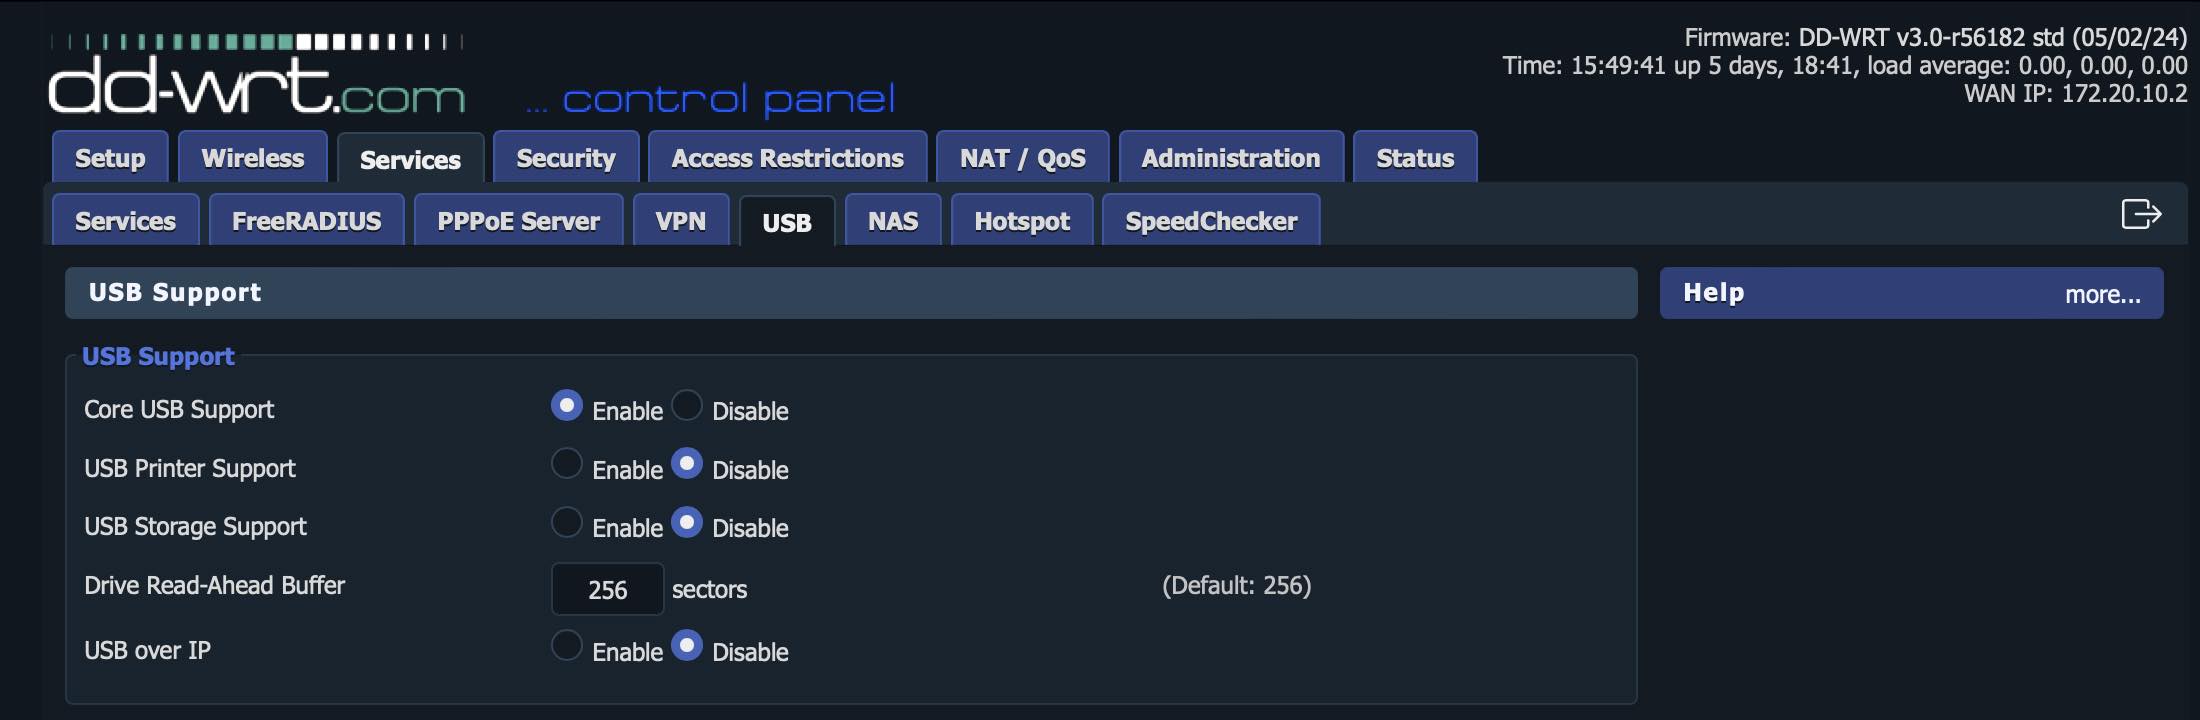 dd-wrt.com ... control panel
Firmware: DD-WRT v3.0-r56182 std (05/02/24)
Time: 15:49:41 up 5 days, 18:41, load average: 0.00, 0.00, 0.00
WAN IP: 172.20.10.2
Setup Wireless Services Security Access Restrictions NAT / QoS Administration Status
Services FreeRADIUS PPPoE Server VPN USB NAS Hotspot SpeedChecker
USB Support
Help more...
USB Support
Core USB Support Enable Disable
USB Printer Support Enable Disable
USB Storage Support Enable Disable
Drive Read-Ahead Buffer 256 sectors (Default: 256)
USB over IP Enable Disable